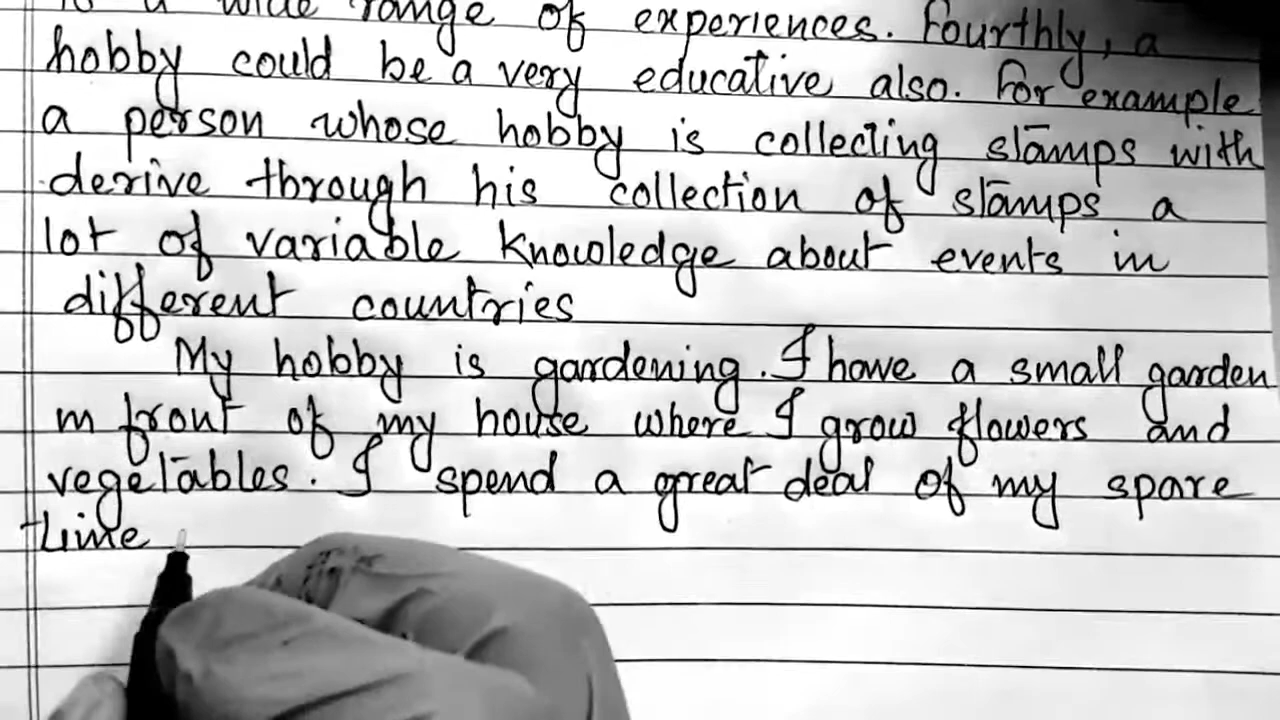 to a wide range of experiences. Fourthly, a
hobby could be a very educative also. For example
a person whose hobby is collecting stamps with
derive through his collection of stamps a
lot of variable knowledge about events in
different countries
My hobby is gardening. I have a small garden
in front of my house where I grow flowers and
vegetables. I spend a great deal of my spare
time